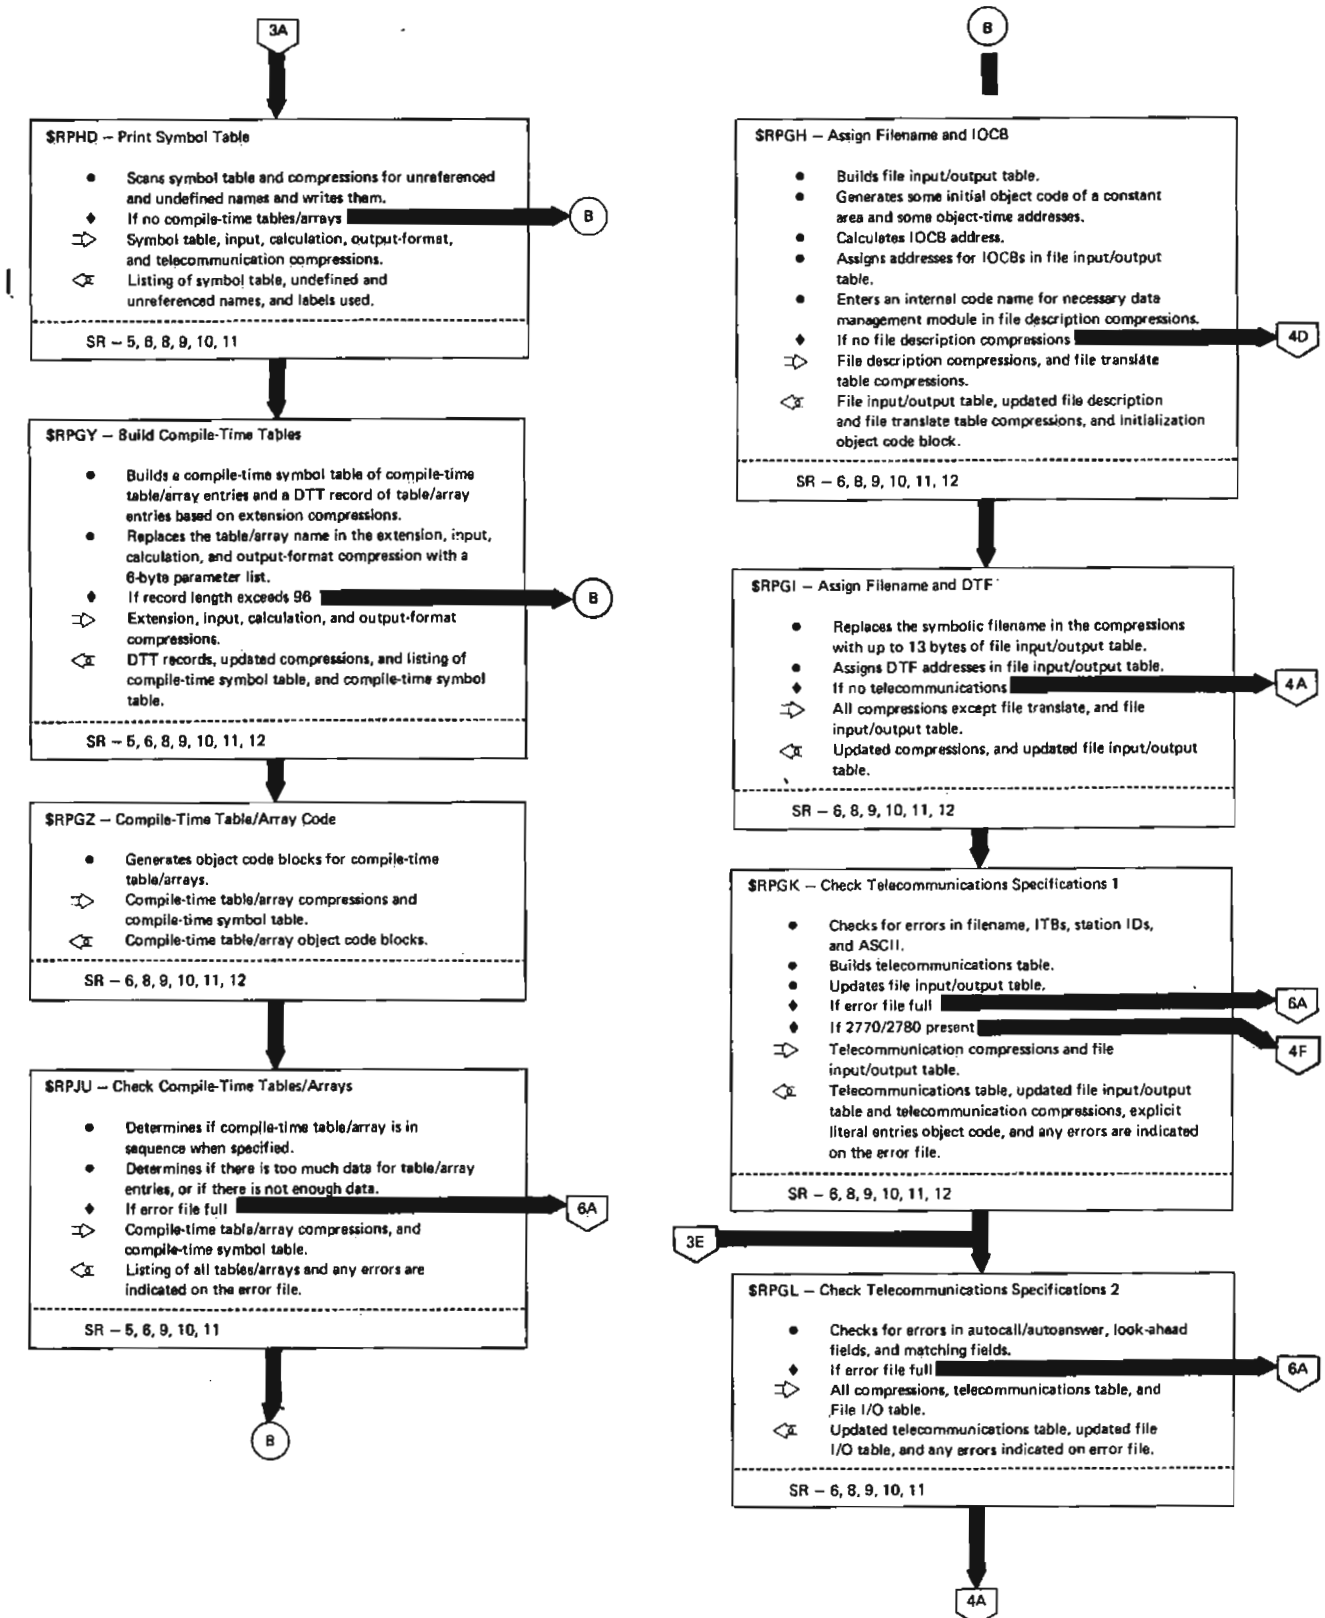 3A
$RPHD – Print Symbol Table
● Scans symbol table and compressions for unreferenced
and undefined names and writes them.
♦ If no compile-time tables/arrays
B
Symbol table, input, calculation, output-format,
and telecommunication compressions.
Listing of symbol table, undefined and
unreferenced names, and labels used.
SR – 5, 6, 8, 9, 10, 11
$RPGY – Build Compile-Time Tables
● Builds a compile-time symbol table of compile-time
table/array entries and a DTT record of table/array
entries based on extension compressions.
● Replaces the table/array name in the extension, input,
calculation, and output-format compression with a
6-byte parameter list.
♦ If record length exceeds 96
B
Extension, input, calculation, and output-format
compressions.
DTT records, updated compressions, and listing of
compile-time symbol table, and compile-time symbol
table.
SR – 5, 6, 8, 9, 10, 11, 12
$RPGZ – Compile-Time Table/Array Code
● Generates object code blocks for compile-time
table/arrays.
Compile-time table/array compressions and
compile-time symbol table.
Compile-time table/array object code blocks.
SR – 6, 8, 9, 10, 11, 12
$RPJU – Check Compile-Time Tables/Arrays
● Determines if compile-time table/array is in
sequence when specified.
● Determines if there is too much data for table/array
entries, or if there is not enough data.
♦ If error file full
6A
Compile-time table/array compressions, and
compile-time symbol table.
Listing of all tables/arrays and any errors are
indicated on the error file.
SR – 5, 6, 9, 10, 11
B
B
$RPGH – Assign Filename and IOCB
● Builds file input/output table.
● Generates some initial object code of a constant
area and some object-time addresses.
● Calculates IOCB address.
● Assigns addresses for IOCBs in file input/output
table.
● Enters an internal code name for necessary data
management module in file description compressions.
♦ If no file description compressions
4D
File description compressions, and file translate
table compressions.
File input/output table, updated file description
and file translate table compressions, and initialization
object code block.
SR – 6, 8, 9, 10, 11, 12
$RPGI – Assign Filename and DTF
● Replaces the symbolic filename in the compressions
with up to 13 bytes of file input/output table.
● Assigns DTF addresses in file input/output table.
♦ If no telecommunications
4A
All compressions except file translate, and file
input/output table.
Updated compressions, and updated file input/output
table.
SR – 6, 8, 9, 10, 11, 12
$RPGK – Check Telecommunications Specifications 1
● Checks for errors in filename, ITBs, station IDs,
and ASCII.
● Builds telecommunications table.
● Updates file input/output table.
♦ If error file full
6A
♦ If 2770/2780 present
4F
Telecommunication compressions and file
input/output table.
Telecommunications table, updated file input/output
table and telecommunication compressions, explicit
literal entries object code, and any errors are indicated
on the error file.
SR – 6, 8, 9, 10, 11, 12
3E
$RPGL – Check Telecommunications Specifications 2
● Checks for errors in autocall/autoanswer, look-ahead
fields, and matching fields.
♦ If error file full
6A
All compressions, telecommunications table, and
File I/O table.
Updated telecommunications table, updated file
I/O table, and any errors indicated on error file.
SR – 6, 8, 9, 10, 11
4A